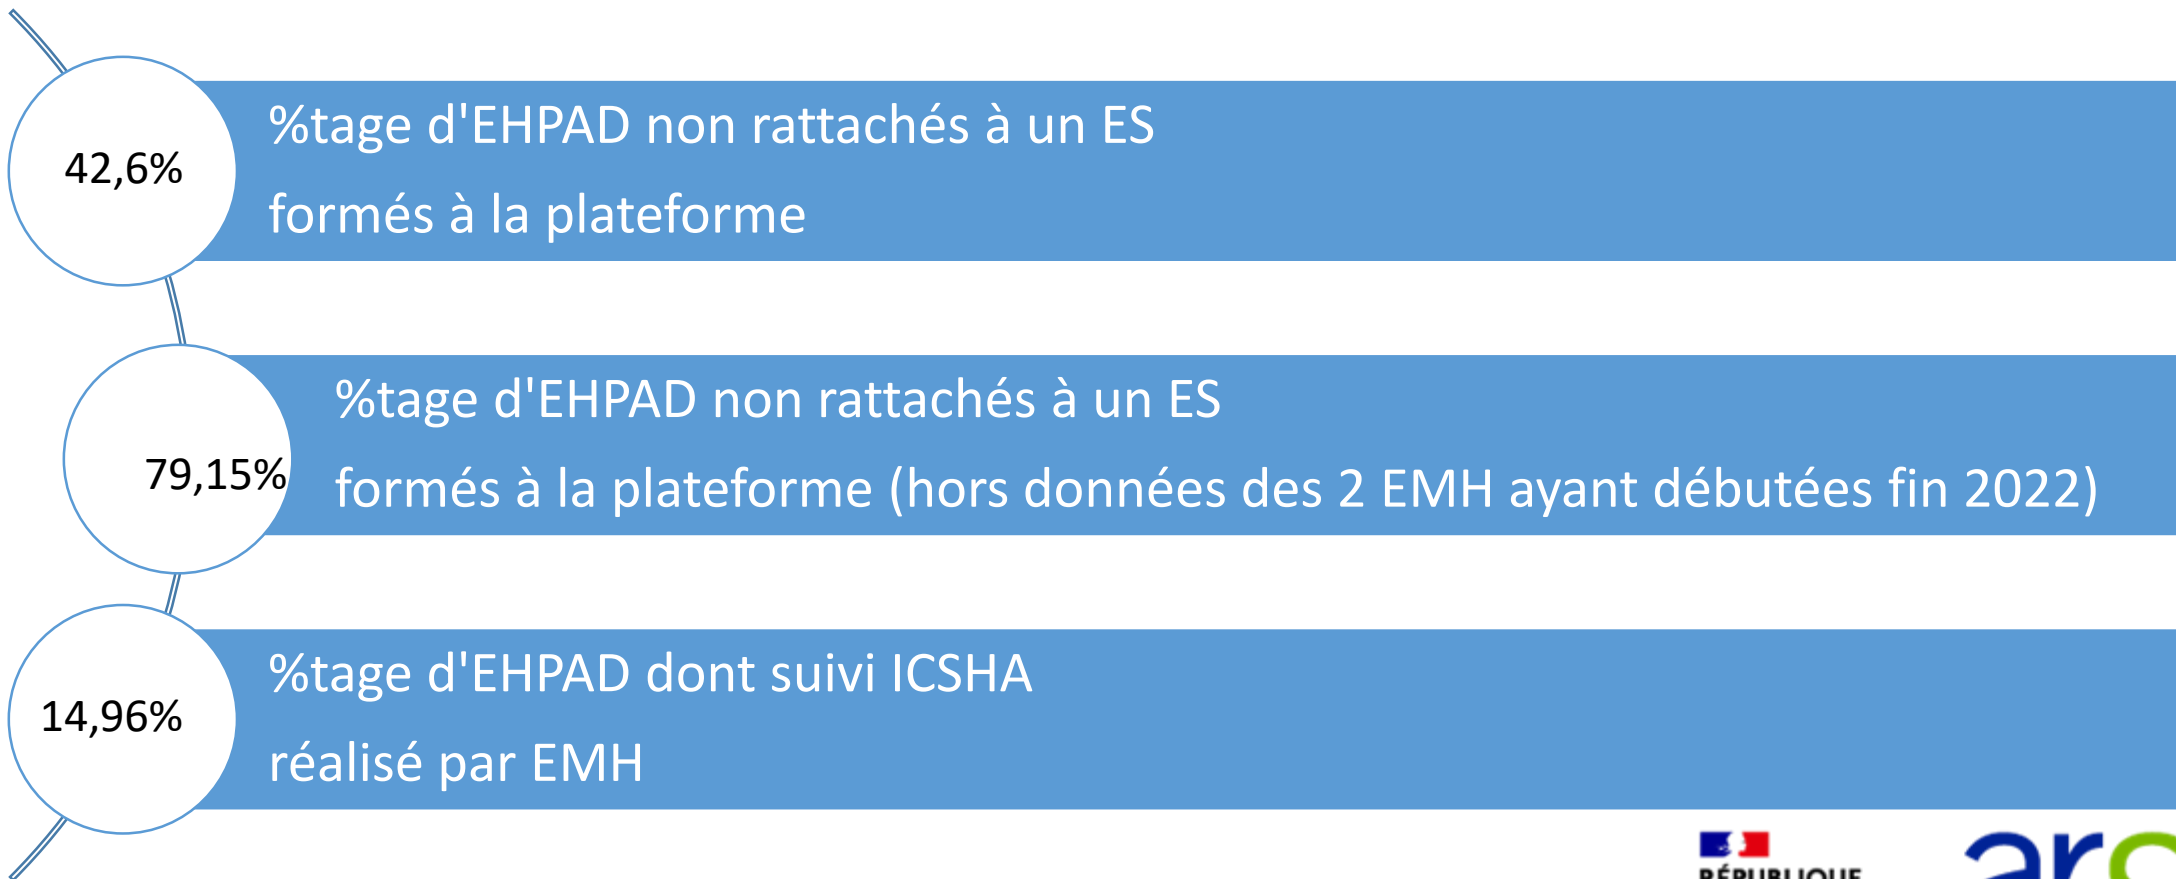 42,6%
%tage d'EHPAD non rattachés à un ES
formés à la plateforme
79,15%
%tage d'EHPAD non rattachés à un ES
formés à la plateforme (hors données des 2 EMH ayant débutées fin 2022)
14,96%
%tage d'EHPAD dont suivi ICSHA
réalisé par EMH
RÉPUBLIQUE
ars